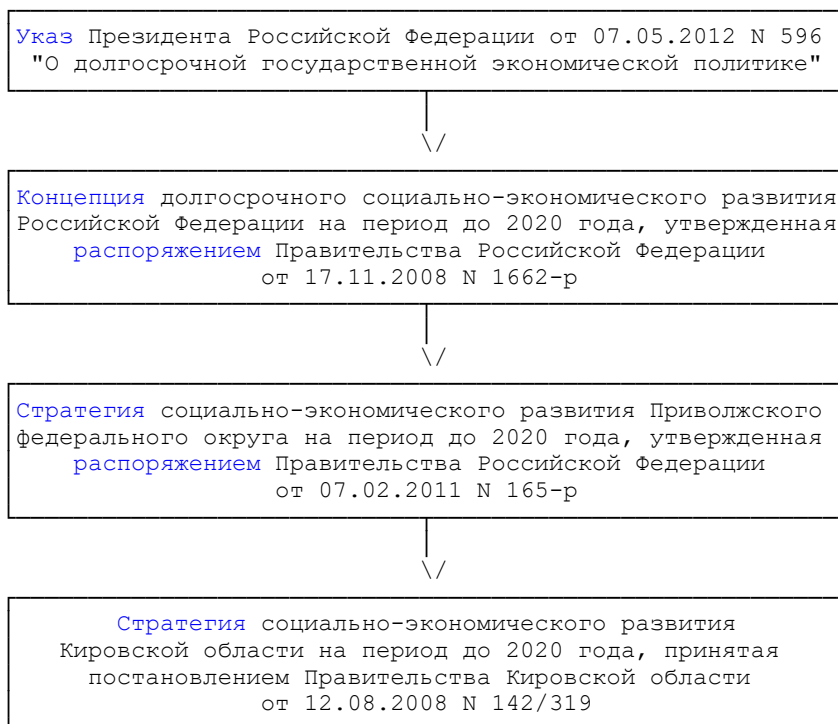 Указ Президента Российской Федерации от 07.05.2012 N 596
"О долгосрочной государственной экономической политике"
\/
Концепция долгосрочного социально-экономического развития
Российской Федерации на период до 2020 года, утвержденная
распоряжением Правительства Российской Федерации
от 17.11.2008 N 1662-р
\/
Стратегия социально-экономического развития Приволжского
федерального округа на период до 2020 года, утвержденная
распоряжением Правительства Российской Федерации
от 07.02.2011 N 165-р
\/
Стратегия социально-экономического развития
Кировской области на период до 2020 года, принятая
постановлением Правительства Кировской области
от 12.08.2008 N 142/319